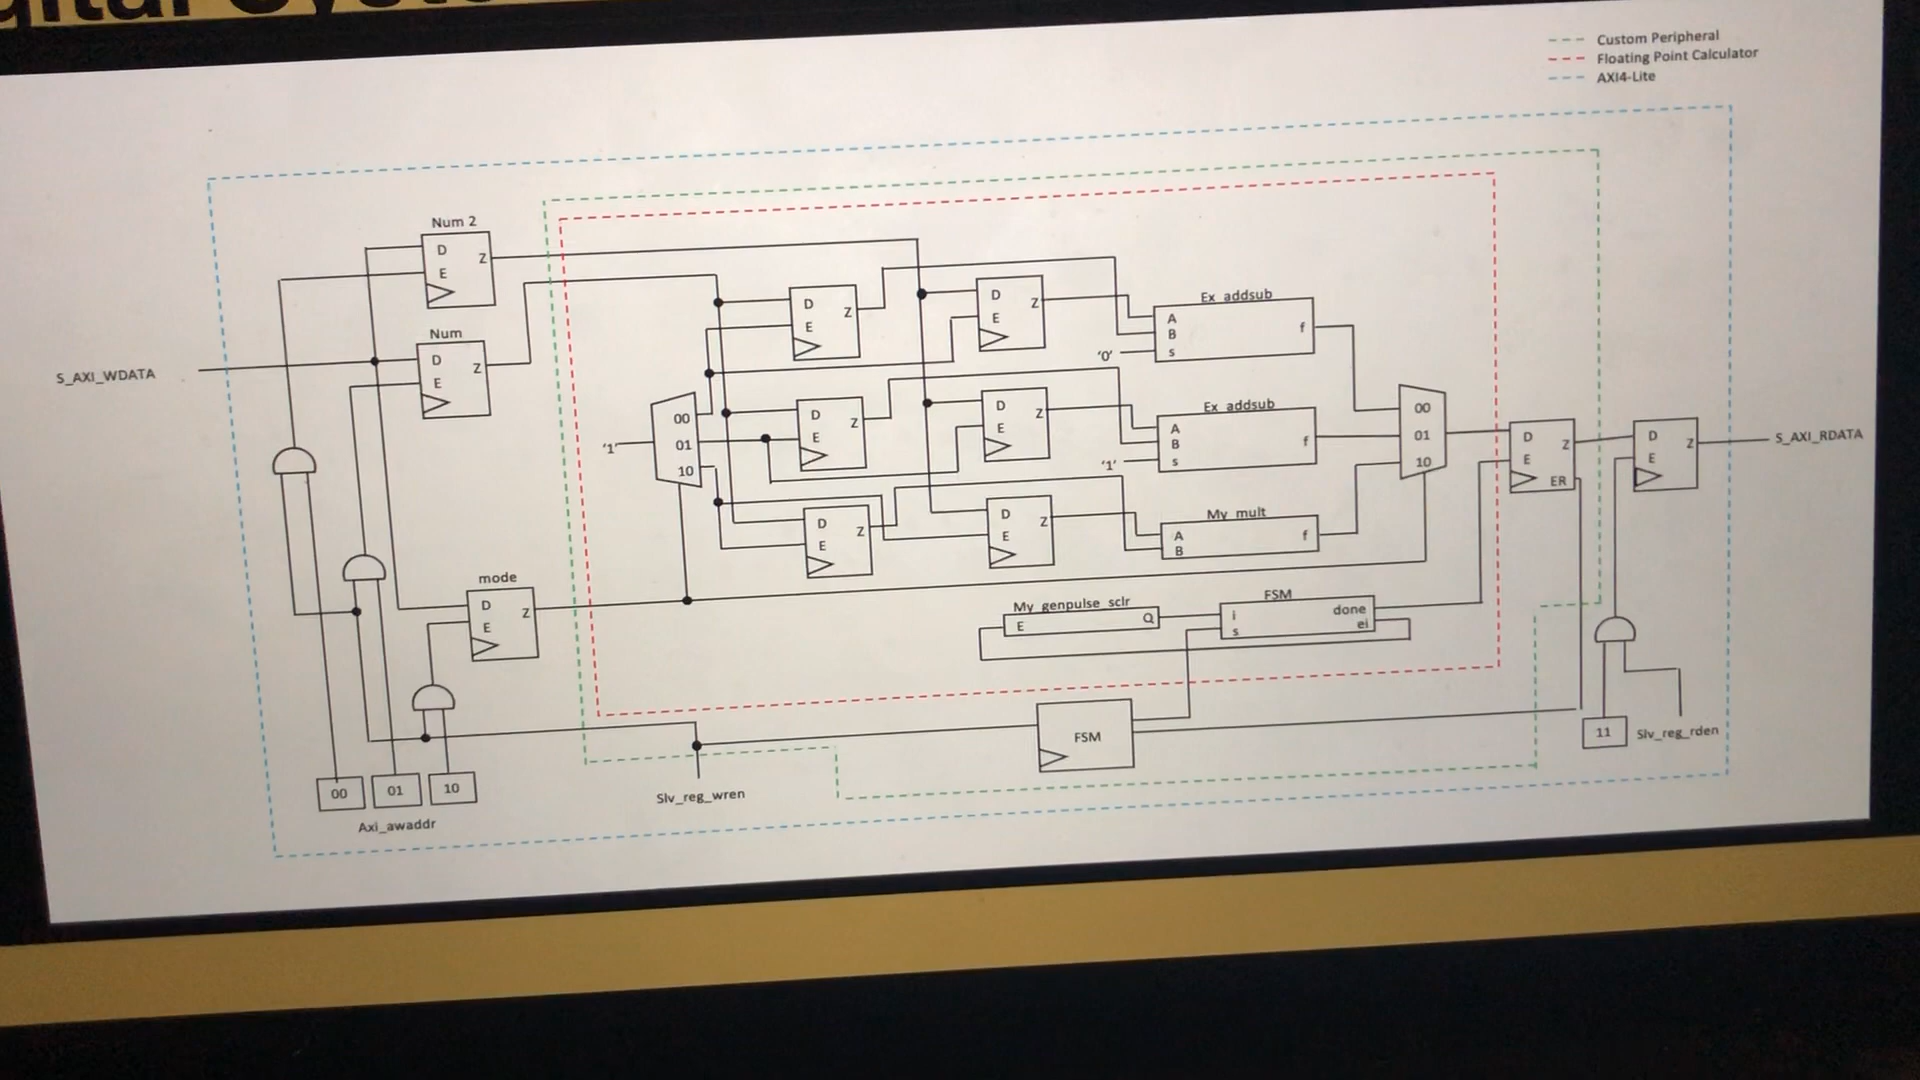 Custom Peripheral
Floating Point Calculator
AXI4-Lite
Num 2
D
E
Z
Num
D
E
Z
S_AXI_WDATA
mode
D
E
Z
00
01
10
Axi_awaddr
Slv_reg_wren
'1'
00
01
10
D
E
Z
D
E
Z
Ex_addsub
A
B
s
f
'0'
D
E
Z
D
E
Z
Ex_addsub
A
B
s
f
'1'
D
E
Z
D
E
Z
My_mult
A
B
f
00
01
10
My_genpulse_sclr
E
Q
FSM
i
s
done
ei
FSM
D
E
Z
ER
D
E
Z
S_AXI_RDATA
11
Slv_reg_rden